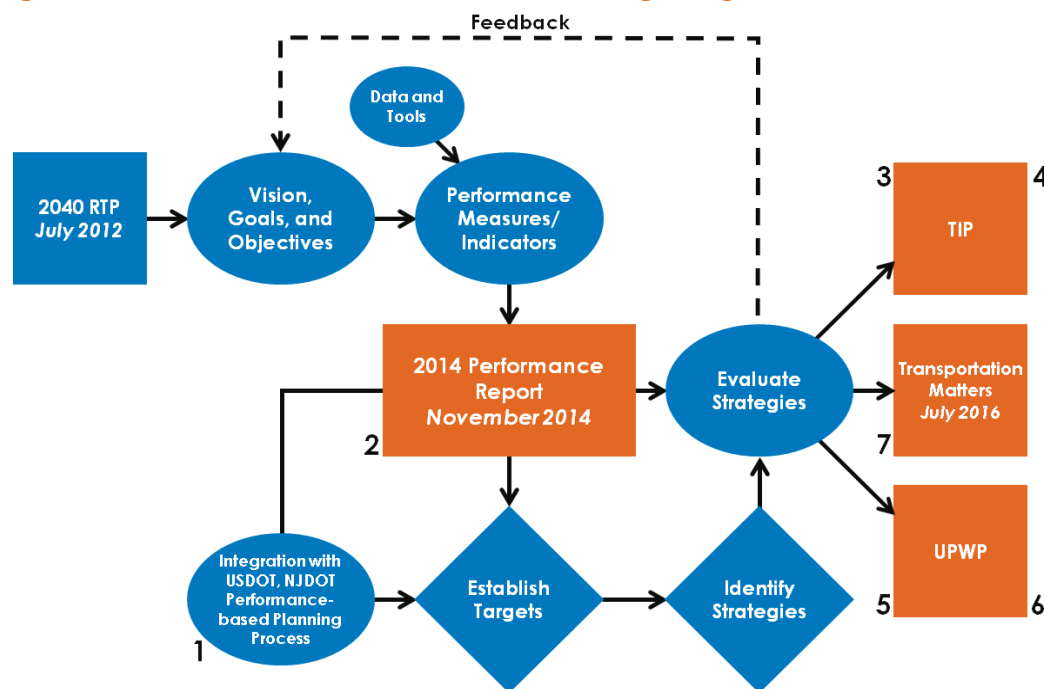 Feedback
Data and
Tools
2040 RTP
July 2012
Vision,
Goals, and
Objectives
Performance
Measures/
Indicators
3
4
TIP
2014 Performance
Report
November 2014
2
Evaluate
Strategies
Transportation
Matters
July 2016
7
Integration with
USDOT, NJDOT
Performance-
based Planning
Process
1
Establish
Targets
Identify
Strategies
UPWP
5
6